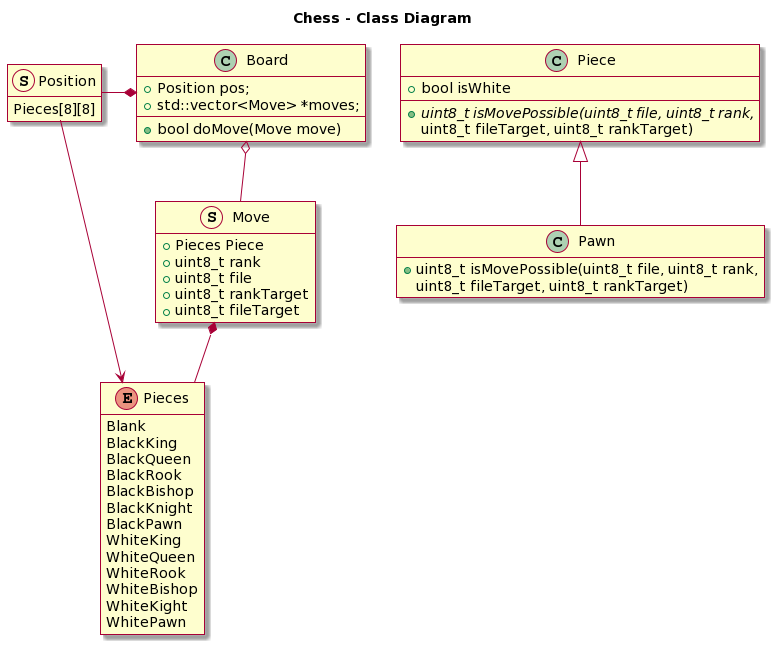 Chess - Class Diagram
S Position
Pieces[8][8]
C Board
Position pos;
std::vector<Move> *moves;
bool doMove(Move move)
C Piece
bool isWhite
uint8_t isMovePossible(uint8_t file, uint8_t rank,
uint8_t fileTarget, uint8_t rankTarget)
S Move
Pieces Piece
uint8_t rank
uint8_t file
uint8_t rankTarget
uint8_t fileTarget
C Pawn
uint8_t isMovePossible(uint8_t file, uint8_t rank,
uint8_t fileTarget, uint8_t rankTarget)
E Pieces
Blank
BlackKing
BlackQueen
BlackRook
BlackBishop
BlackKnight
BlackPawn
WhiteKing
WhiteQueen
WhiteRook
WhiteBishop
WhiteKight
WhitePawn